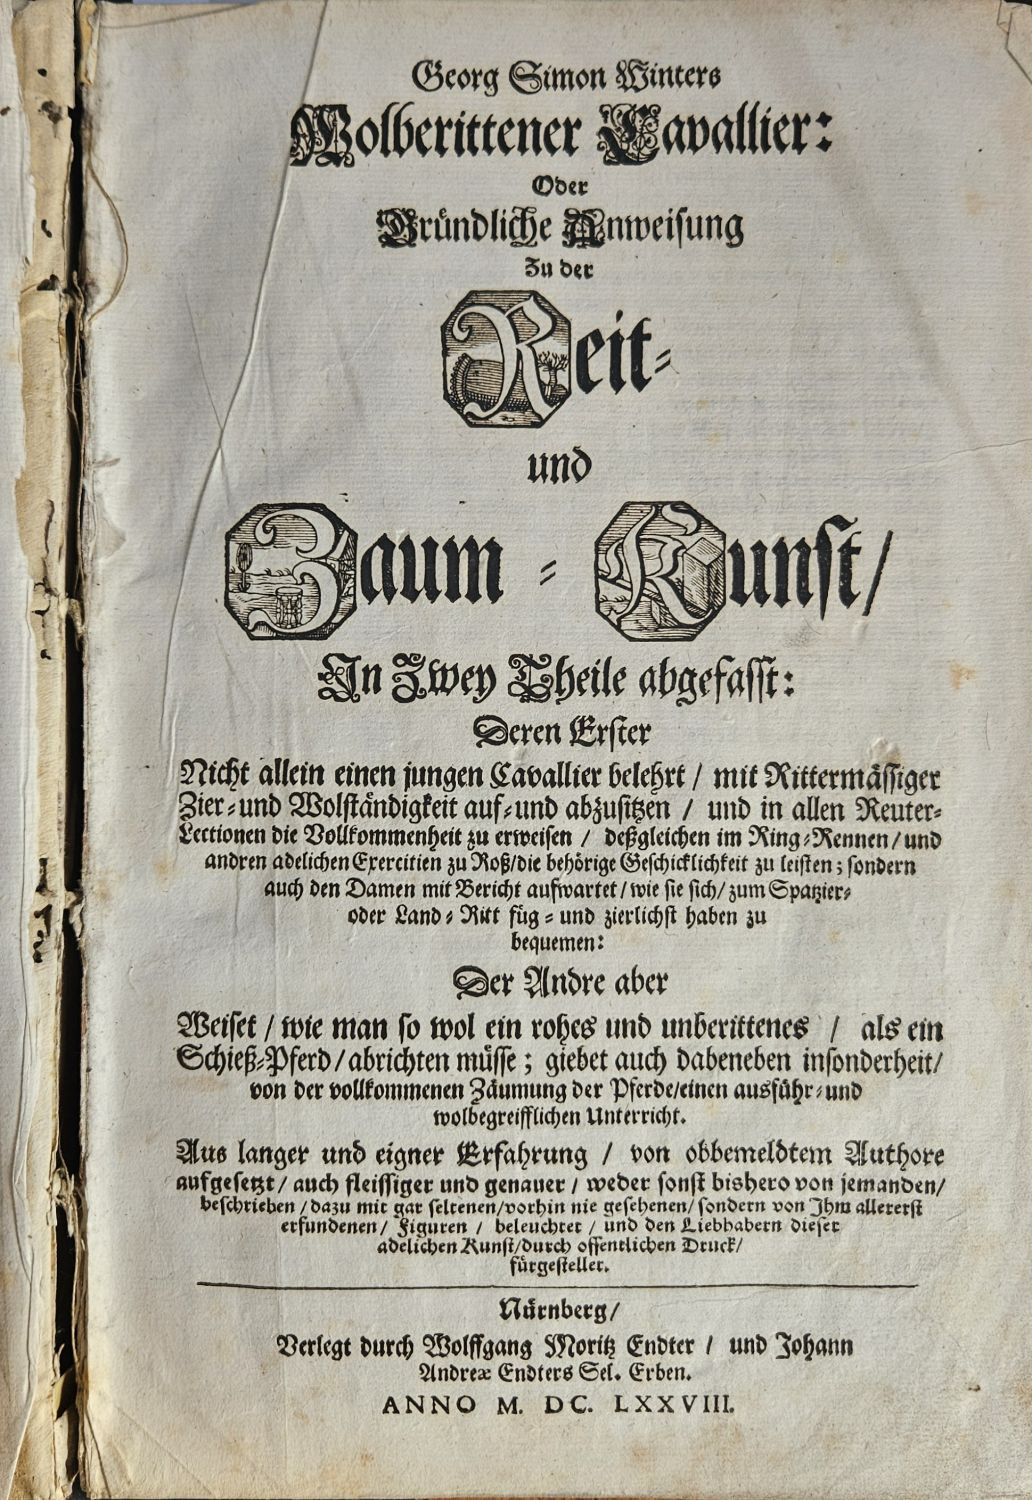 Georg Simon Winters
Wolberittener Cavallier:
Oder
Gründliche Anweisung
Zu der
Reit-
und
Zaum-Kunst/
In Zwey Theile abgefasst:
Deren Erster
Nicht allein einen jungen Cavallier belehrt / mit Rittermässiger
Zier-und Wolständigkeit auf-und abzusitzen / und in allen Reuter-
Lectionen die Vollkommenheit zu erweisen / deßgleichen im Ring-Rennen/ und
andren adelichen Exercitien zu Roß/die behörige Geschicklichkeit zu leisten; sondern
auch den Damen mit Bericht aufwartet/wie sie sich/zum Spatzier-
oder Land-Ritt füg-und zierlichst haben zu
bequemen:
Der Andre aber
Weiset / wie man so wol ein rohes und unberittenes / als ein
Schieß-Pferd/abrichten müsse; giebet auch dabeneben insonderheit/
von der vollkommenen Zäumung der Pferde/einen ausführ-und
wolbegreifflichen Unterricht.
Aus langer und eigner Erfahrung / von obbemeldtem Authore
aufgesetzt/auch fleissiger und genauer/weder sonst bishero von jemanden/
beschrieben/dazu mit gar seltenen/vorhin nie gesehenen/sondern von Ihm allererst
erfundenen/ Figuren / beleuchtet / und den Liebhabern dieser
adelichen Kunst/durch offentlichen Druck/
fürgestellet.
Nürnberg/
Verlegt durch Wolffgang Moritz Endter / und Johann
Andreæ Endters Sel. Erben.
ANNO M. DC. LXXVIII.